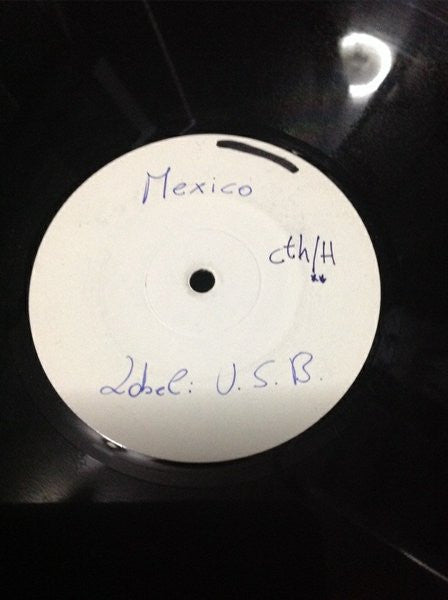 Mexico
cth/H
**
Label: U.S.B.